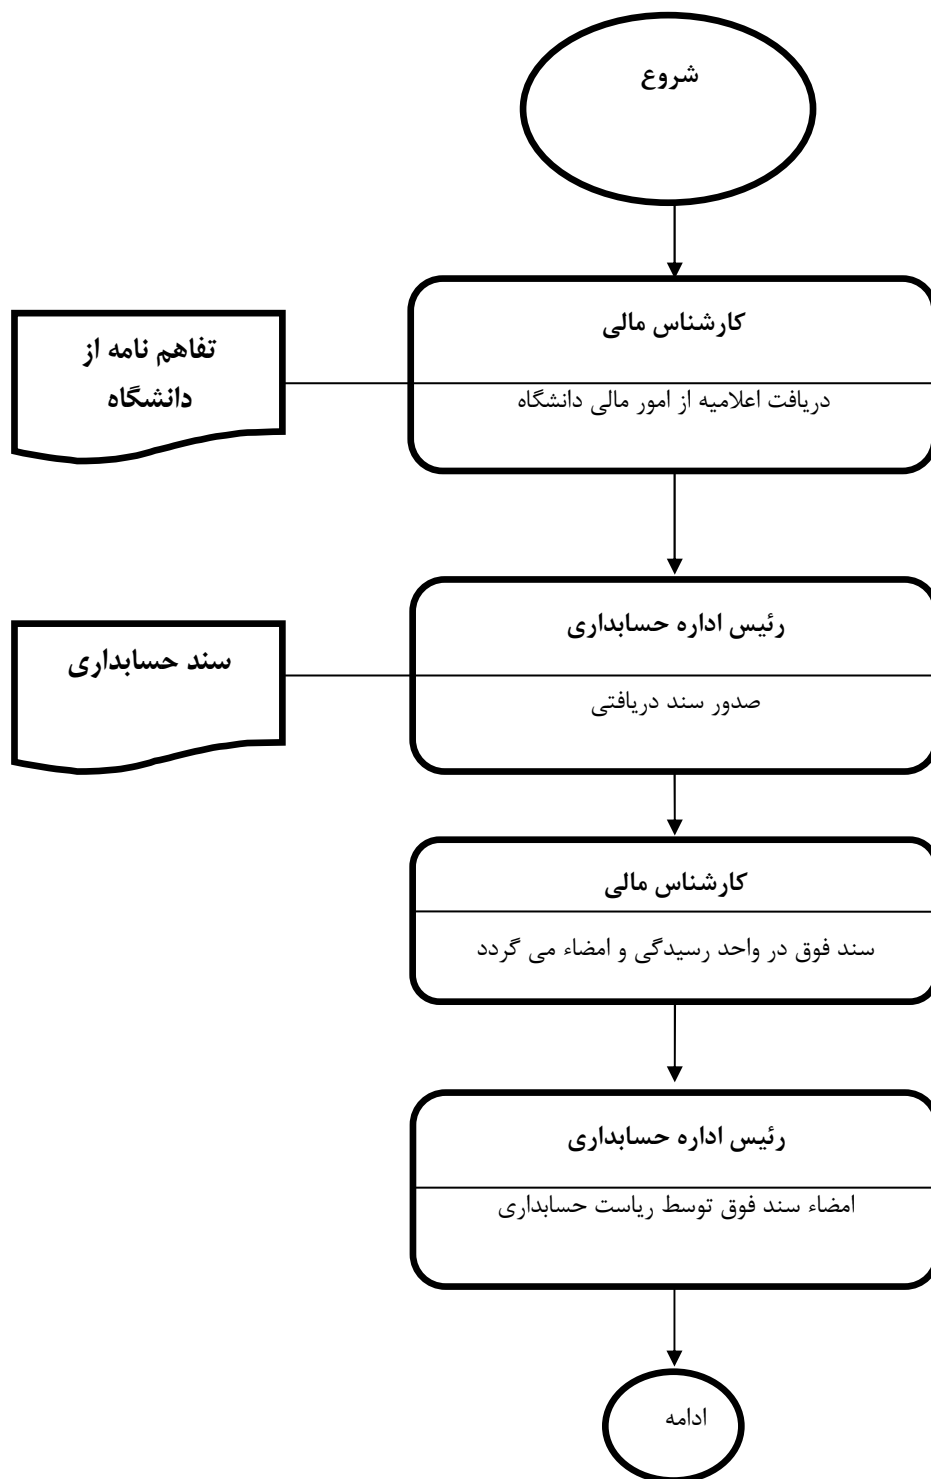 شروع
کارشناس مالی
دریافت اعلامیه از امور مالی دانشگاه
تفاهم نامه از
دانشگاه
رئیس اداره حسابداری
صدور سند دریافتی
سند حسابداری
کارشناس مالی
سند فوق در واحد رسیدگی و امضاء می گردد
رئیس اداره حسابداری
امضاء سند فوق توسط ریاست حسابداری
ادامه